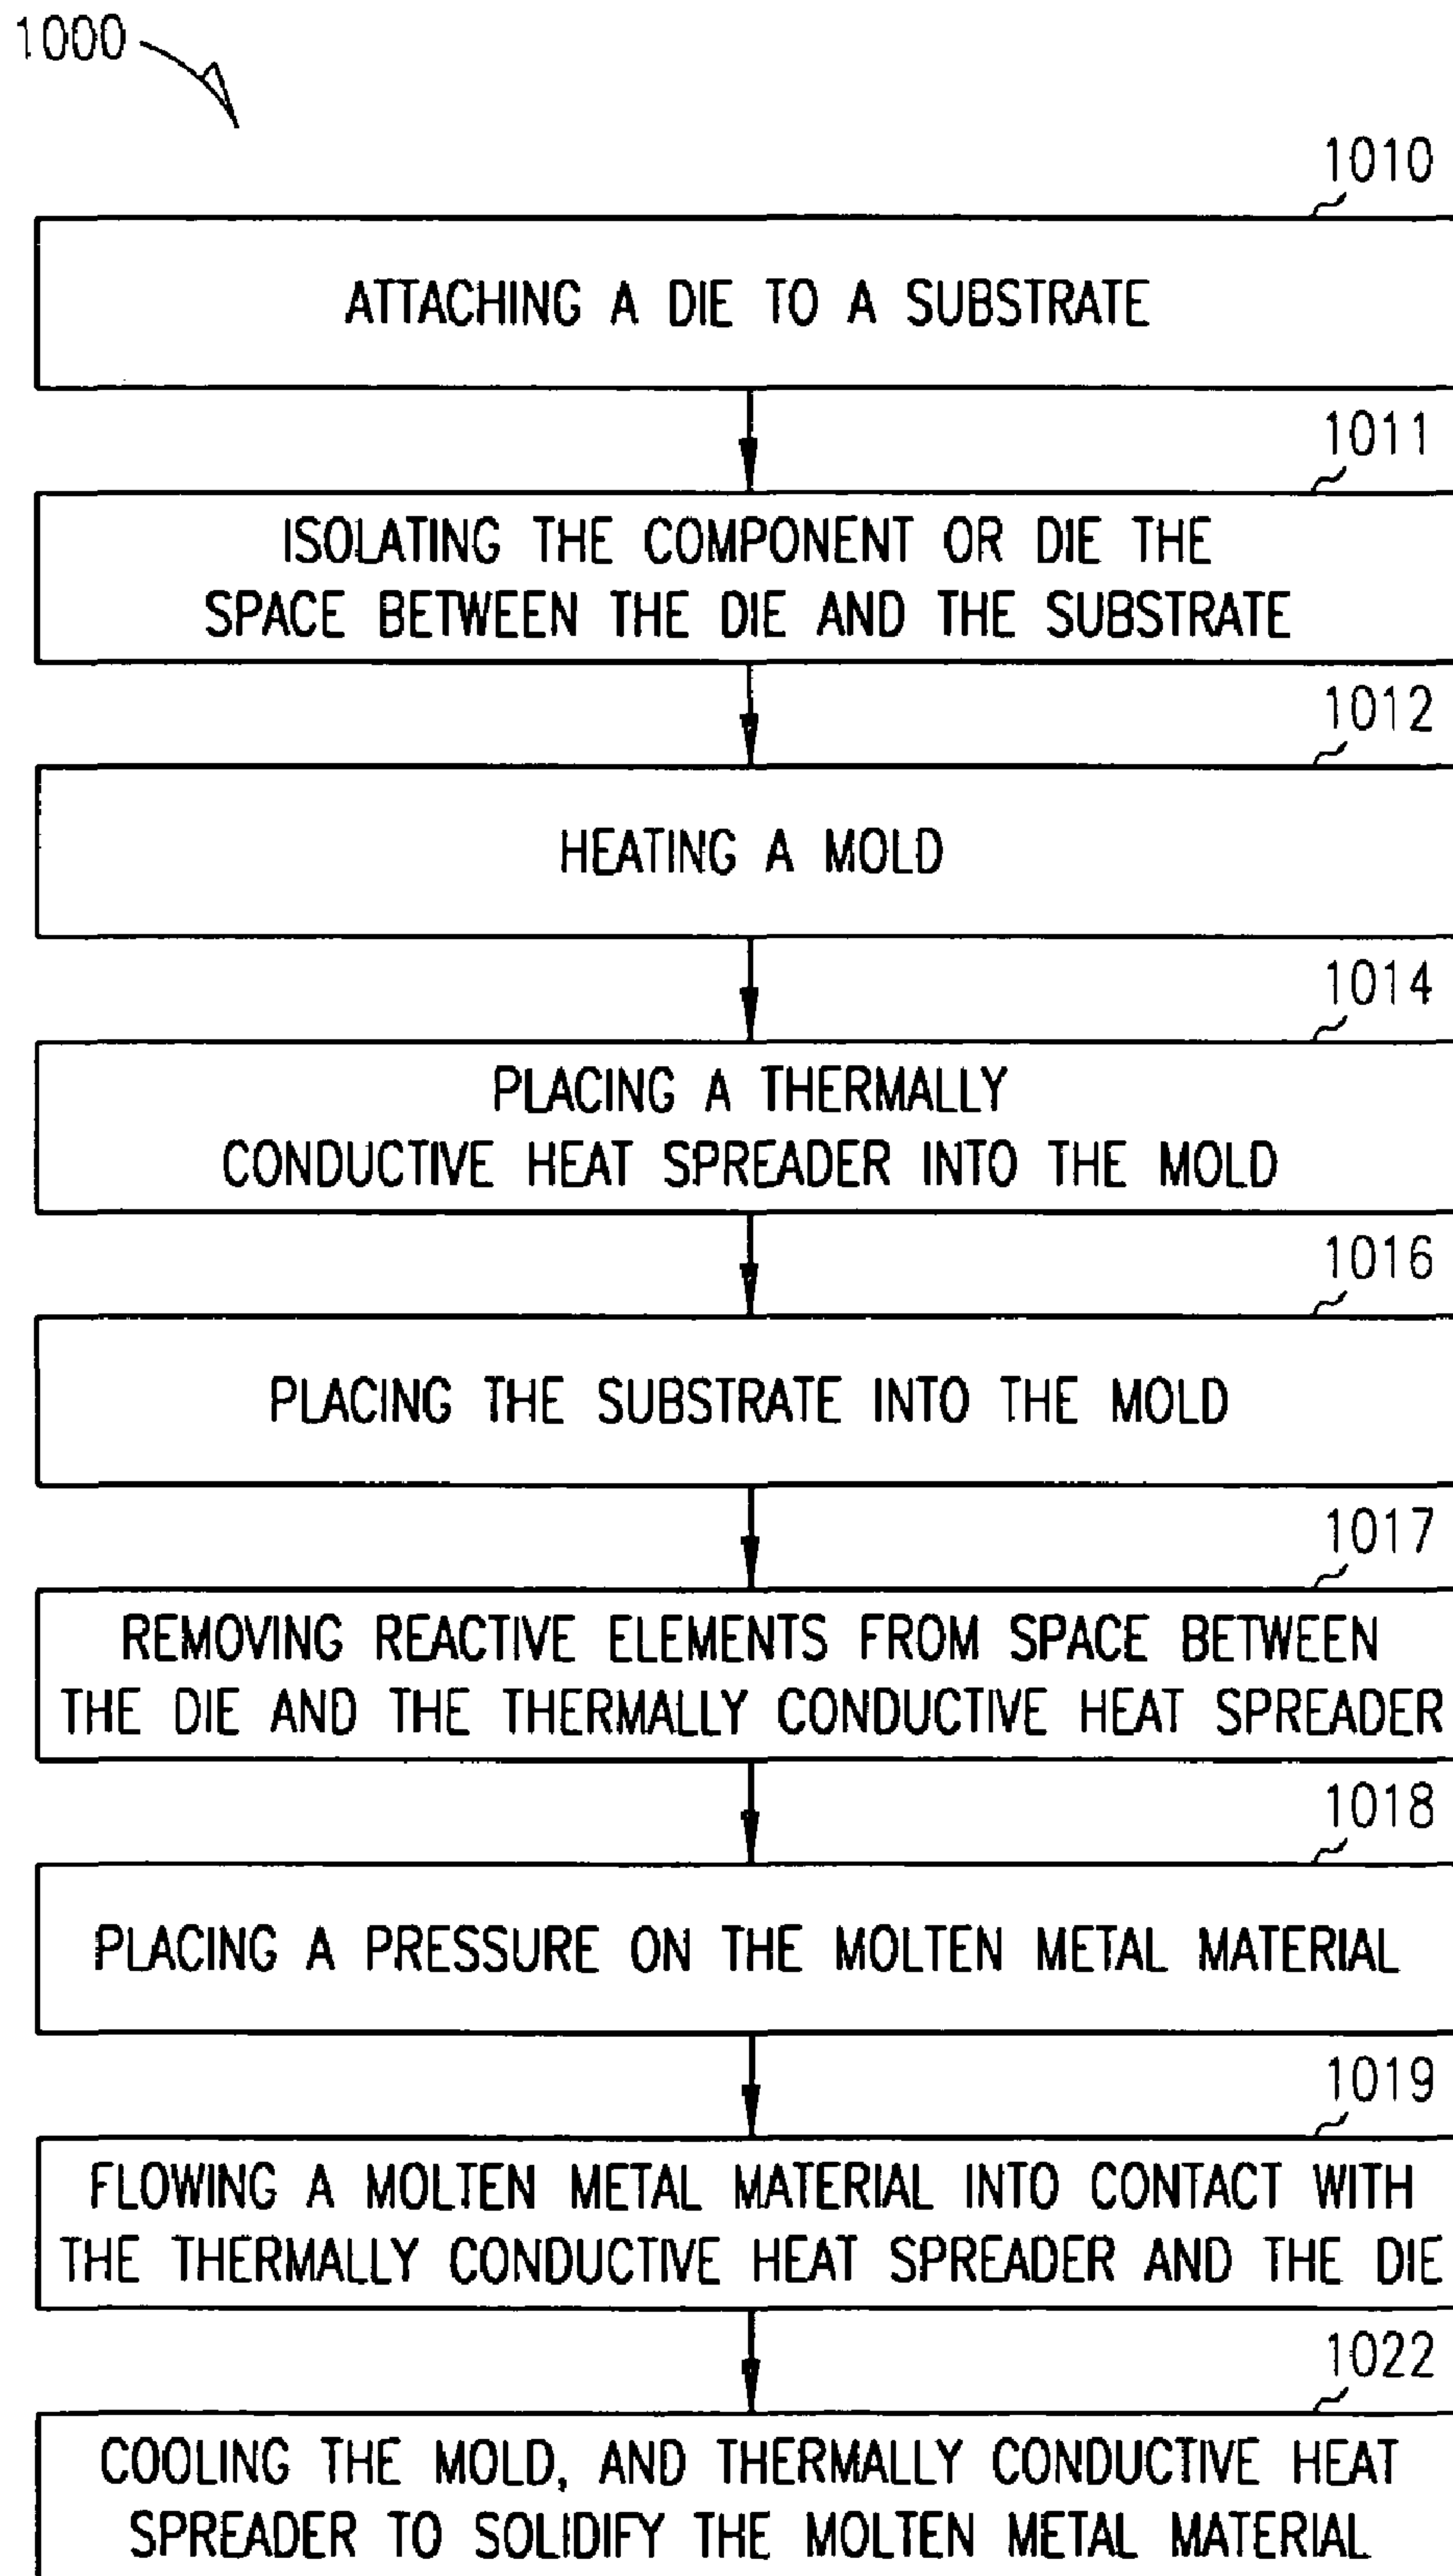 1000
1010
ATTACHING A DIE TO A SUBSTRATE
1011
ISOLATING THE COMPONENT OR DIE THE
SPACE BETWEEN THE DIE AND THE SUBSTRATE
1012
HEATING A MOLD
1014
PLACING A THERMALLY
CONDUCTIVE HEAT SPREADER INTO THE MOLD
1016
PLACING THE SUBSTRATE INTO THE MOLD
1017
REMOVING REACTIVE ELEMENTS FROM SPACE BETWEEN
THE DIE AND THE THERMALLY CONDUCTIVE HEAT SPREADER
1018
PLACING A PRESSURE ON THE MOLTEN METAL MATERIAL
1019
FLOWING A MOLTEN METAL MATERIAL INTO CONTACT WITH
THE THERMALLY CONDUCTIVE HEAT SPREADER AND THE DIE
1022
COOLING THE MOLD, AND THERMALLY CONDUCTIVE HEAT
SPREADER TO SOLIDIFY THE MOLTEN METAL MATERIAL